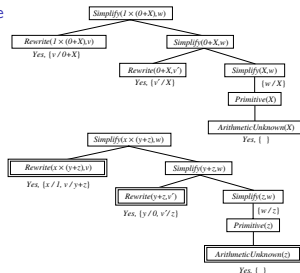 e
Simplify(1 × (0+X),w)
Rewrite(1 × (0+X),v)
Simplify(0+X,w)
Yes, {v / 0+X}
Rewrite(0+X,v')
Simplify(X,w)
Yes, {v' / X}
{w / X}
Primitive(X)
ArithmeticUnknown(X)
Yes, { }
Simplify(x × (y+z),w)
Rewrite(x × (y+z),v)
Simplify(y+z,w)
Yes, {x / 1, v / y+z}
Rewrite(y+z,v')
Simplify(z,w)
Yes, {y / 0, v'/ z}
{w / z}
Primitive(z)
ArithmeticUnknown(z)
Yes, { }